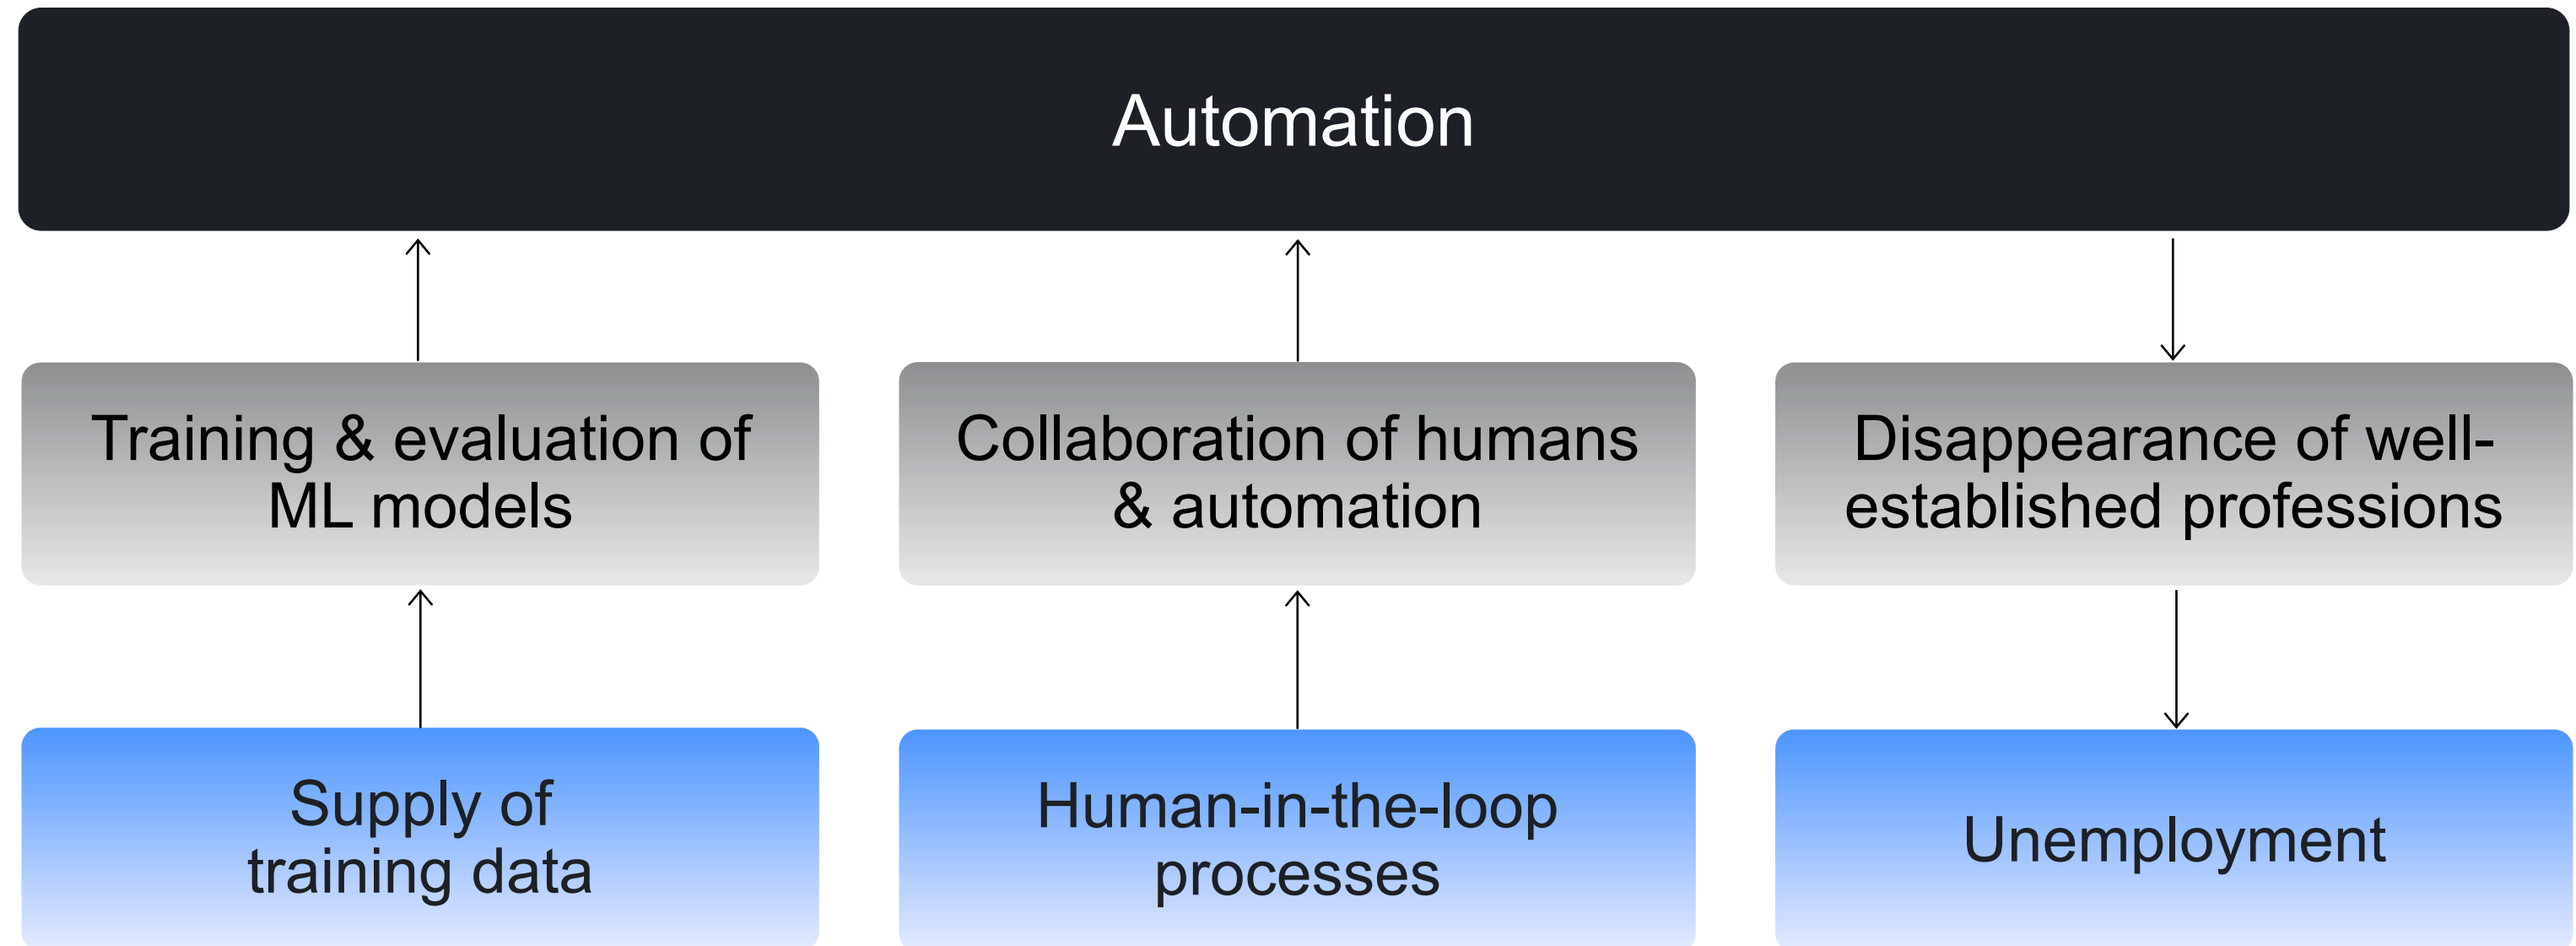 Automation
Training & evaluation of
ML models
Collaboration of humans
& automation
Disappearance of well-
established professions
Supply of
training data
Human-in-the-loop
processes
Unemployment